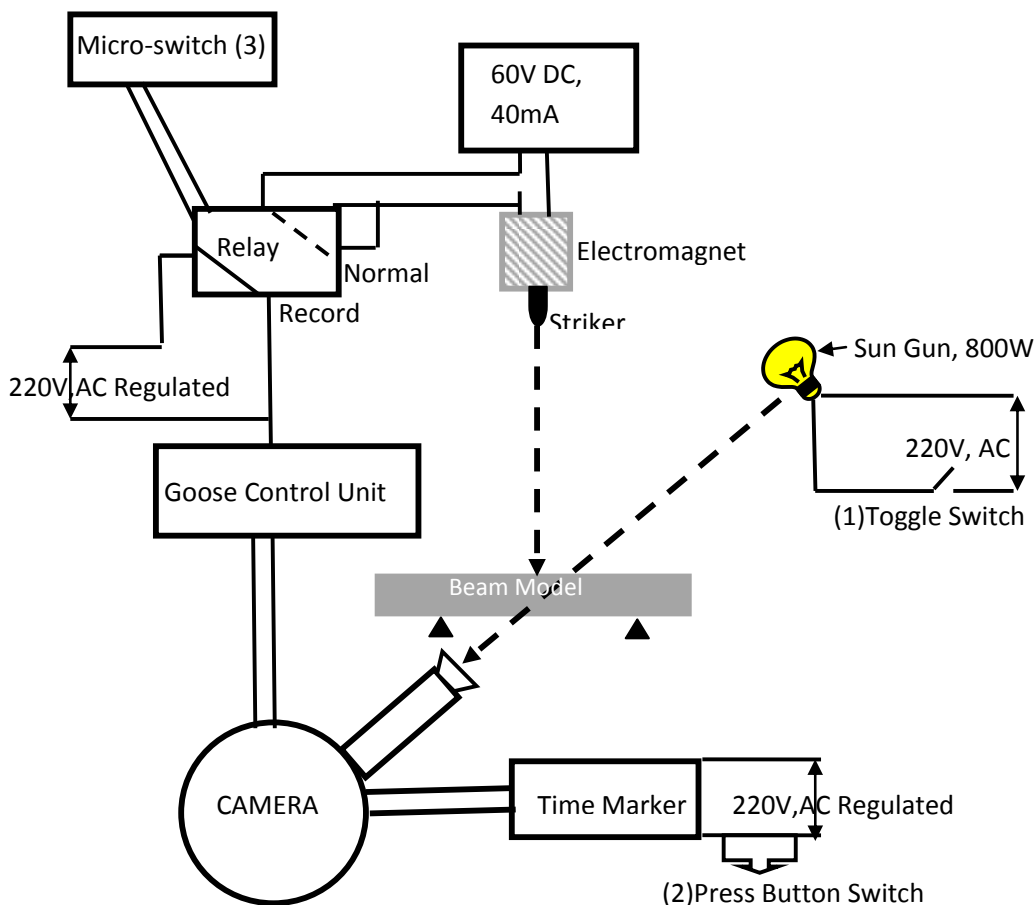 Micro-switch (3)
60V DC,
40mA
Relay
Normal
Record
Electromagnet
Striker
Sun Gun, 800W
220V,AC Regulated
220V, AC
(1)Toggle Switch
Goose Control Unit
Beam Model
CAMERA
Time Marker
220V,AC Regulated
(2)Press Button Switch